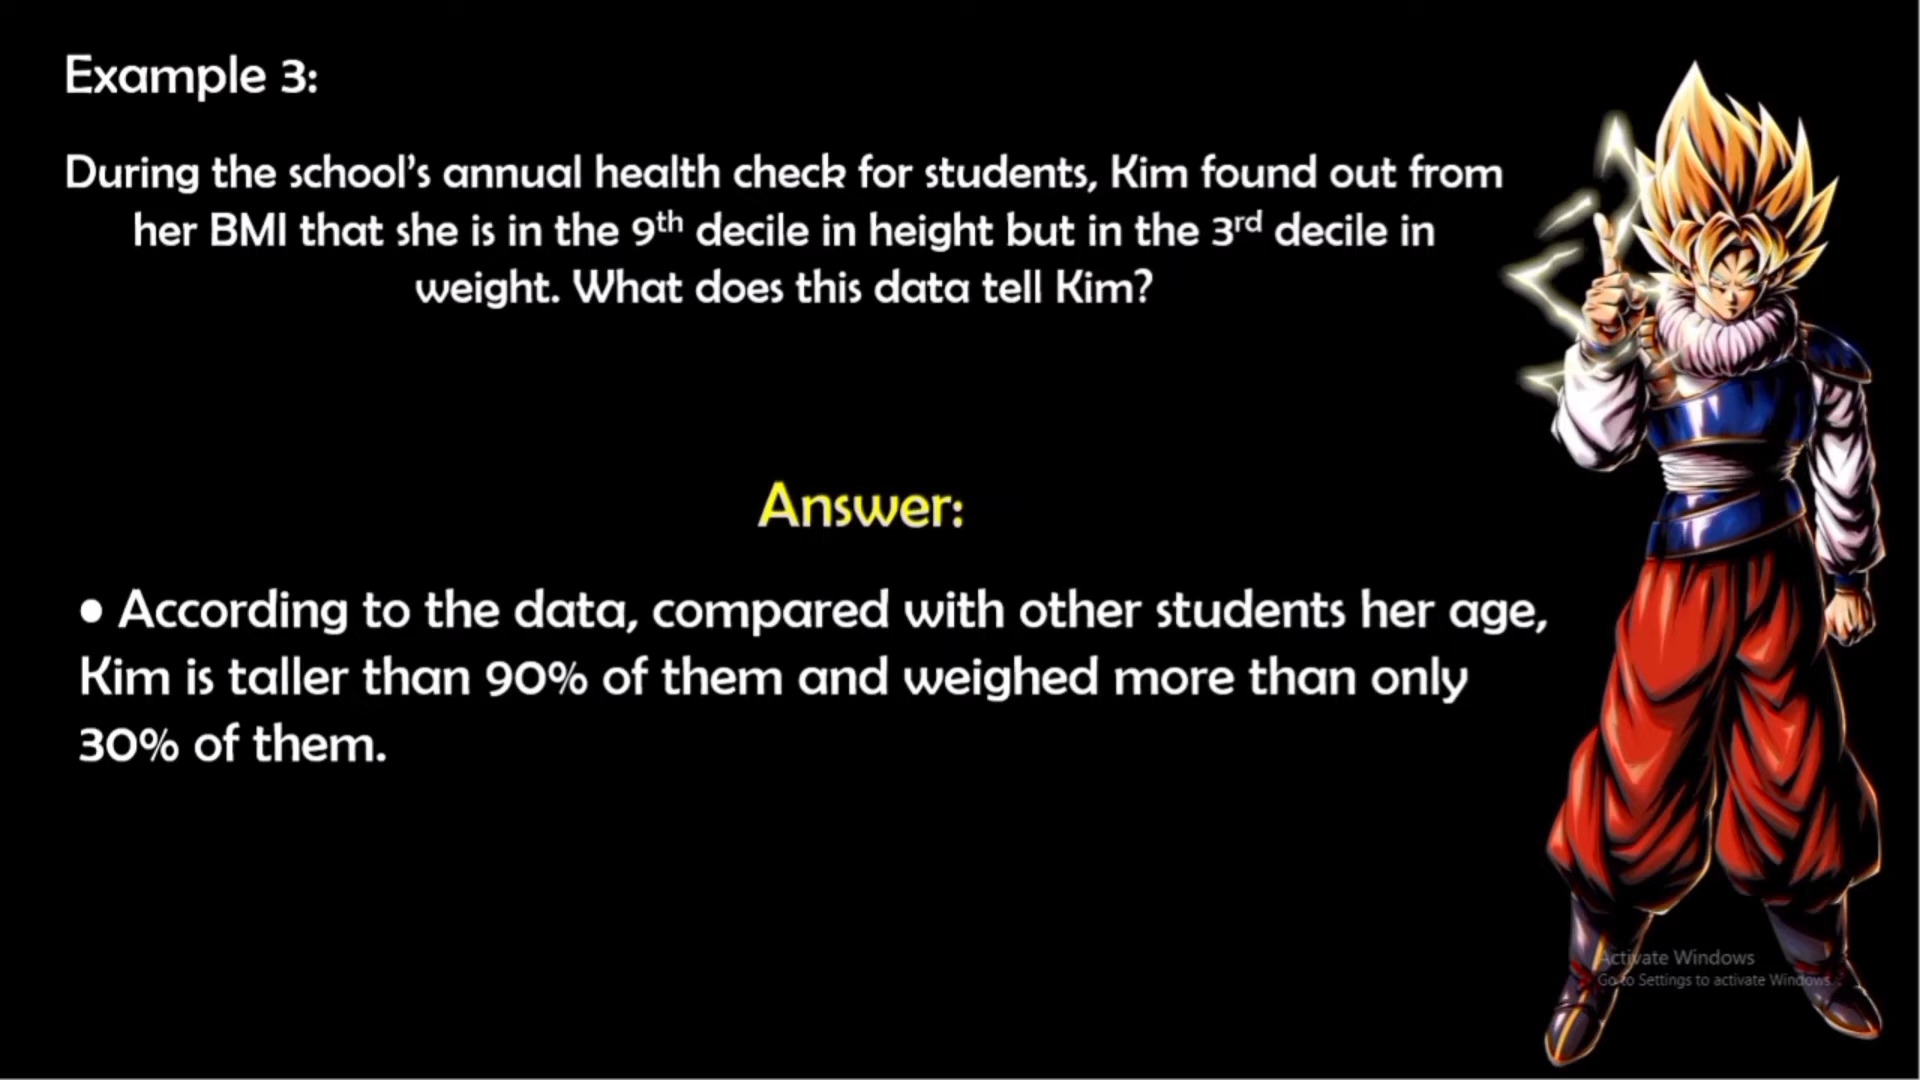 Example 3:
During the school’s annual health check for students, Kim found out from
her BMI that she is in the 9th decile in height but in the 3rd decile in
weight. What does this data tell Kim?
Answer:
• According to the data, compared with other students her age,
Kim is taller than 90% of them and weighed more than only
30% of them.
Activate Windows
Go to Settings to activate Windows.